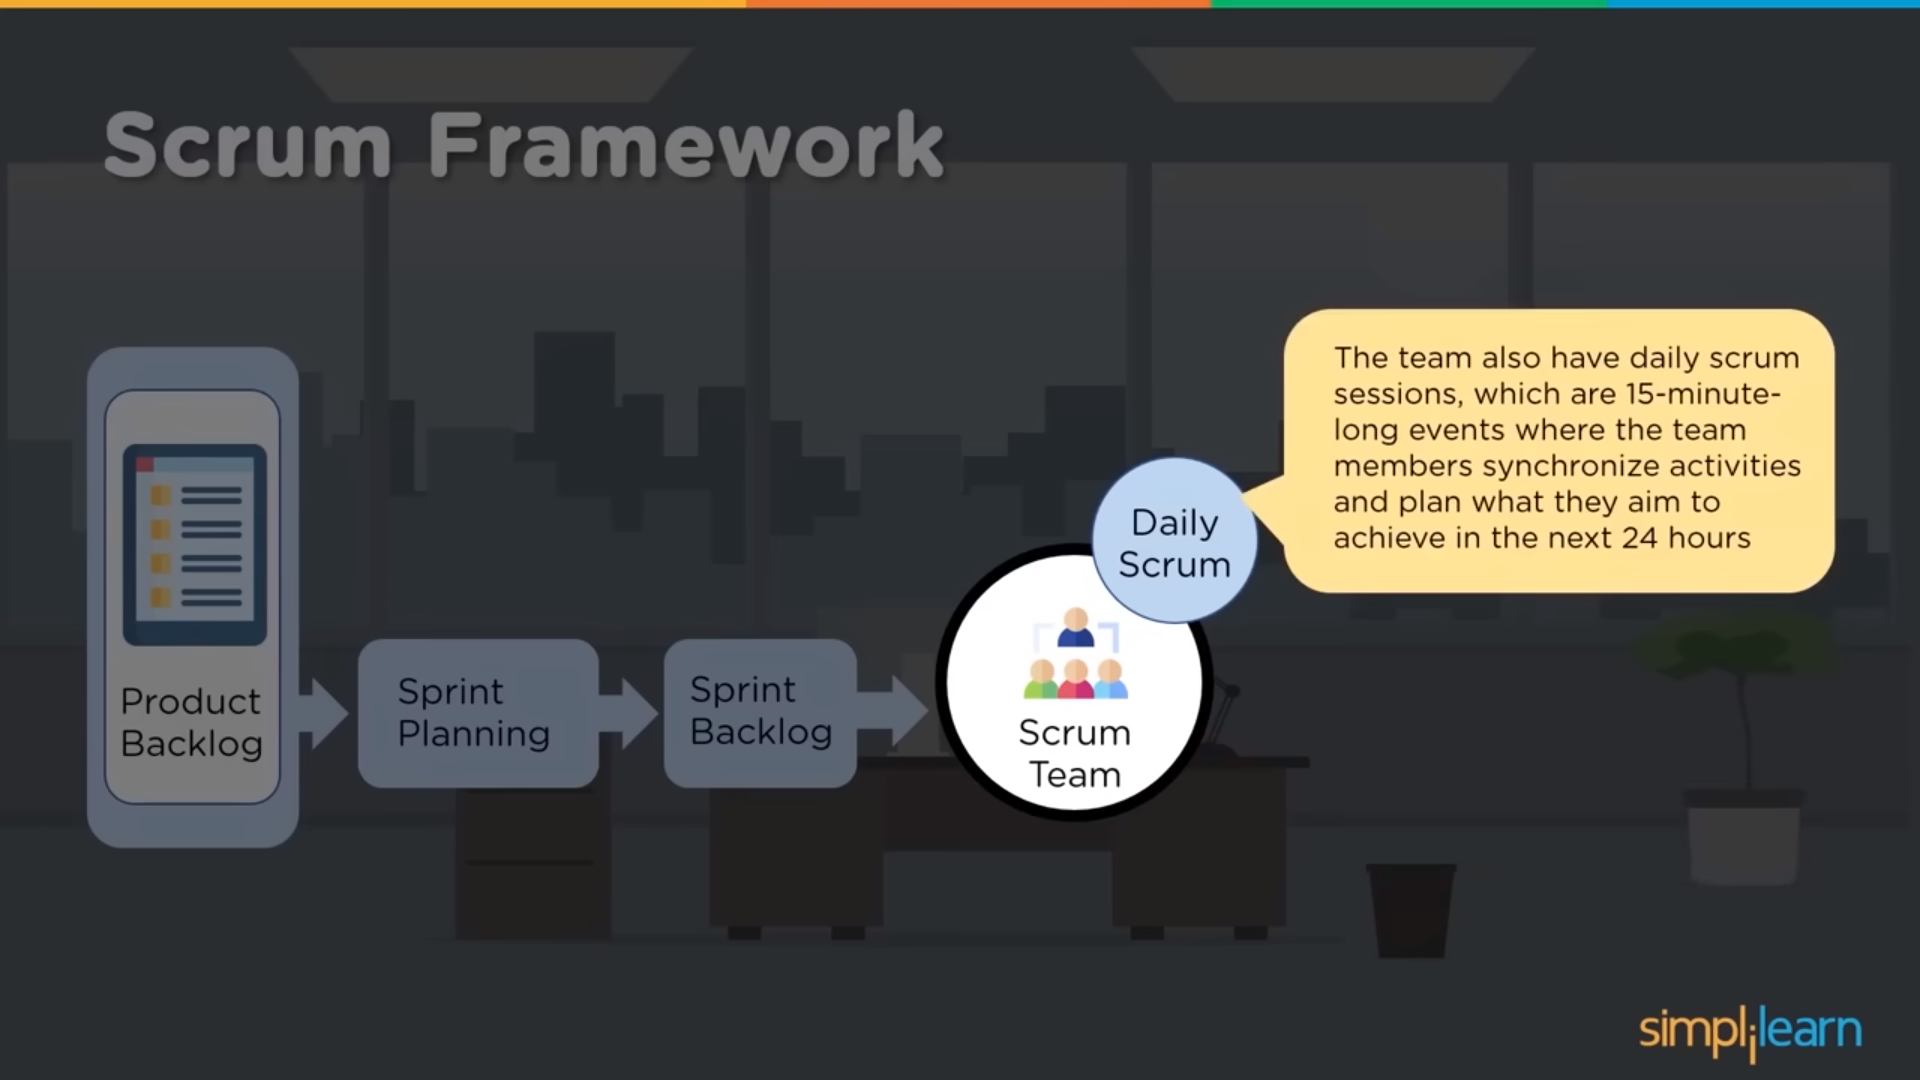 Scrum Framework
The team also have daily scrum
sessions, which are 15-minute-
long events where the team
members synchronize activities
and plan what they aim to
achieve in the next 24 hours
Daily
Scrum
Product
Backlog
Sprint
Planning
Sprint
Backlog
Scrum
Team
simplilearn